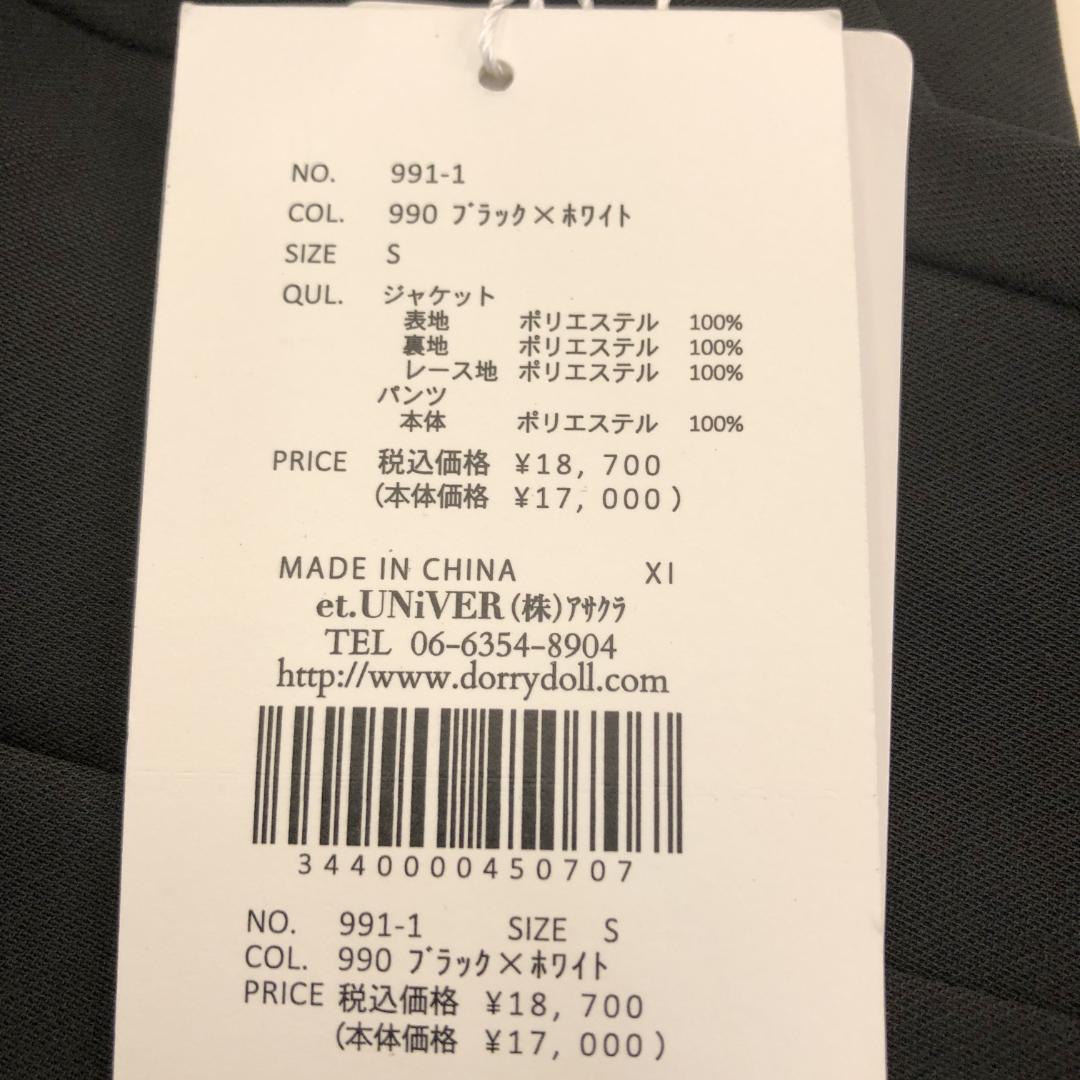 NO. 991-1
COL. 990 ﾌﾞﾗｯｸ×ﾎﾜｲﾄ
SIZE S
QUL. ジャケット
表地 ポリエステル 100%
裏地 ポリエステル 100%
レース地 ポリエステル 100%
パンツ
本体 ポリエステル 100%
PRICE 税込価格 ¥18, 700
(本体価格 ¥17, 000)
MADE IN CHINA XI
et.UNiVER (株)ｱｻｸﾗ
TEL 06-6354-8904
http://www.dorrydoll.com
3440000450707
NO. 991-1 SIZE S
COL. 990 ﾌﾞﾗｯｸ×ﾎﾜｲﾄ
PRICE 税込価格 ¥18, 700
(本体価格 ¥17, 000)